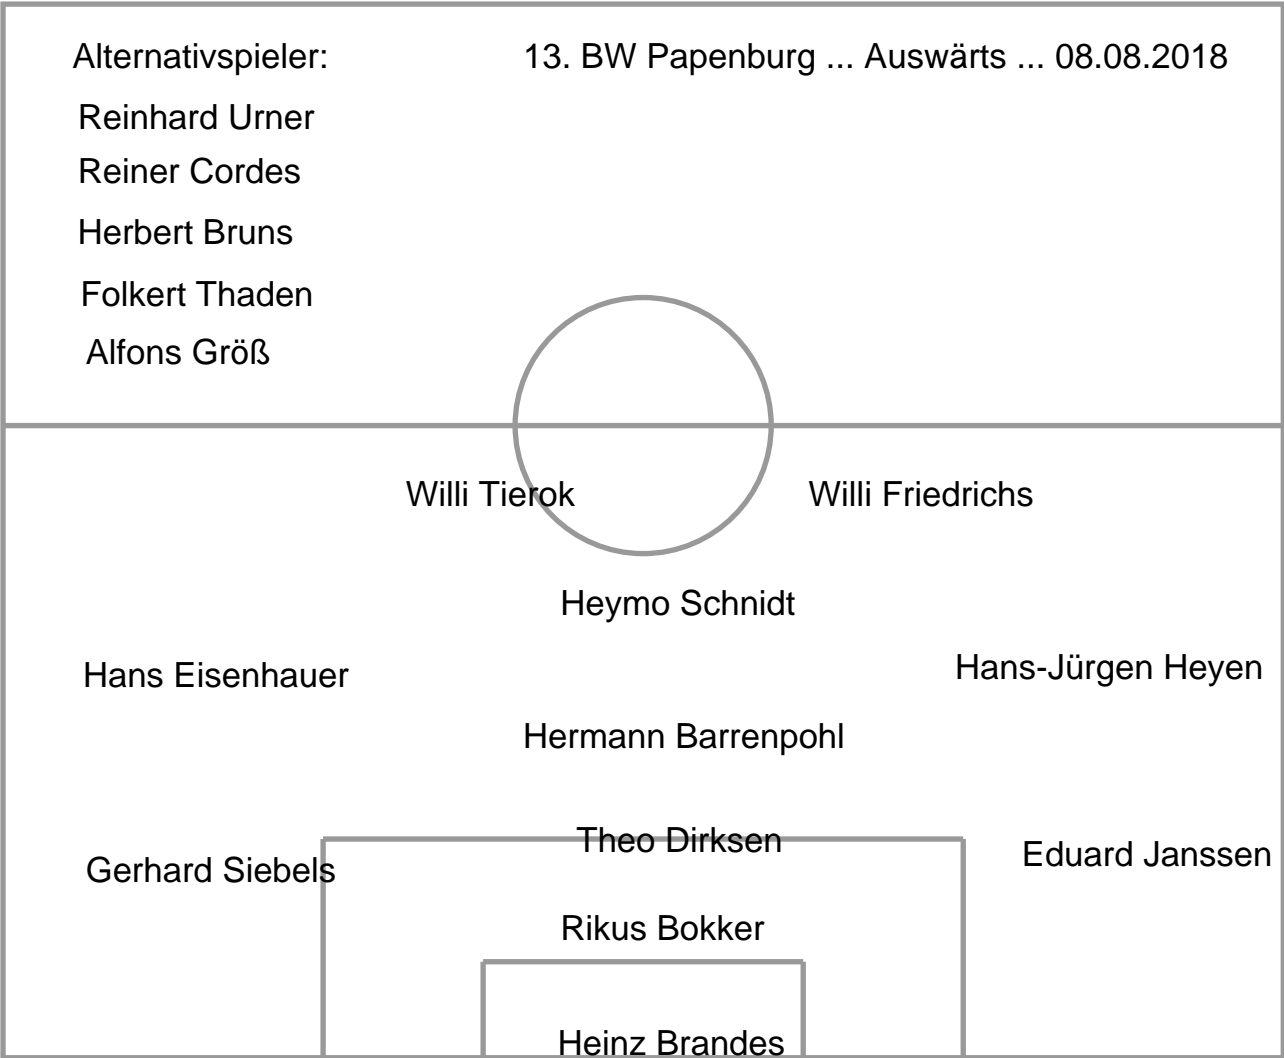 Alternativspieler:
13. BW Papenburg ... Auswärts ... 08.08.2018
Reinhard Urner
Reiner Cordes
Herbert Bruns
Folkert Thaden
Alfons Größ
Willi Tierok
Willi Friedrichs
Heymo Schnidt
Hans Eisenhauer
Hans-Jürgen Heyen
Hermann Barrenpohl
Theo Dirksen
Gerhard Siebels
Eduard Janssen
Rikus Bokker
Heinz Brandes